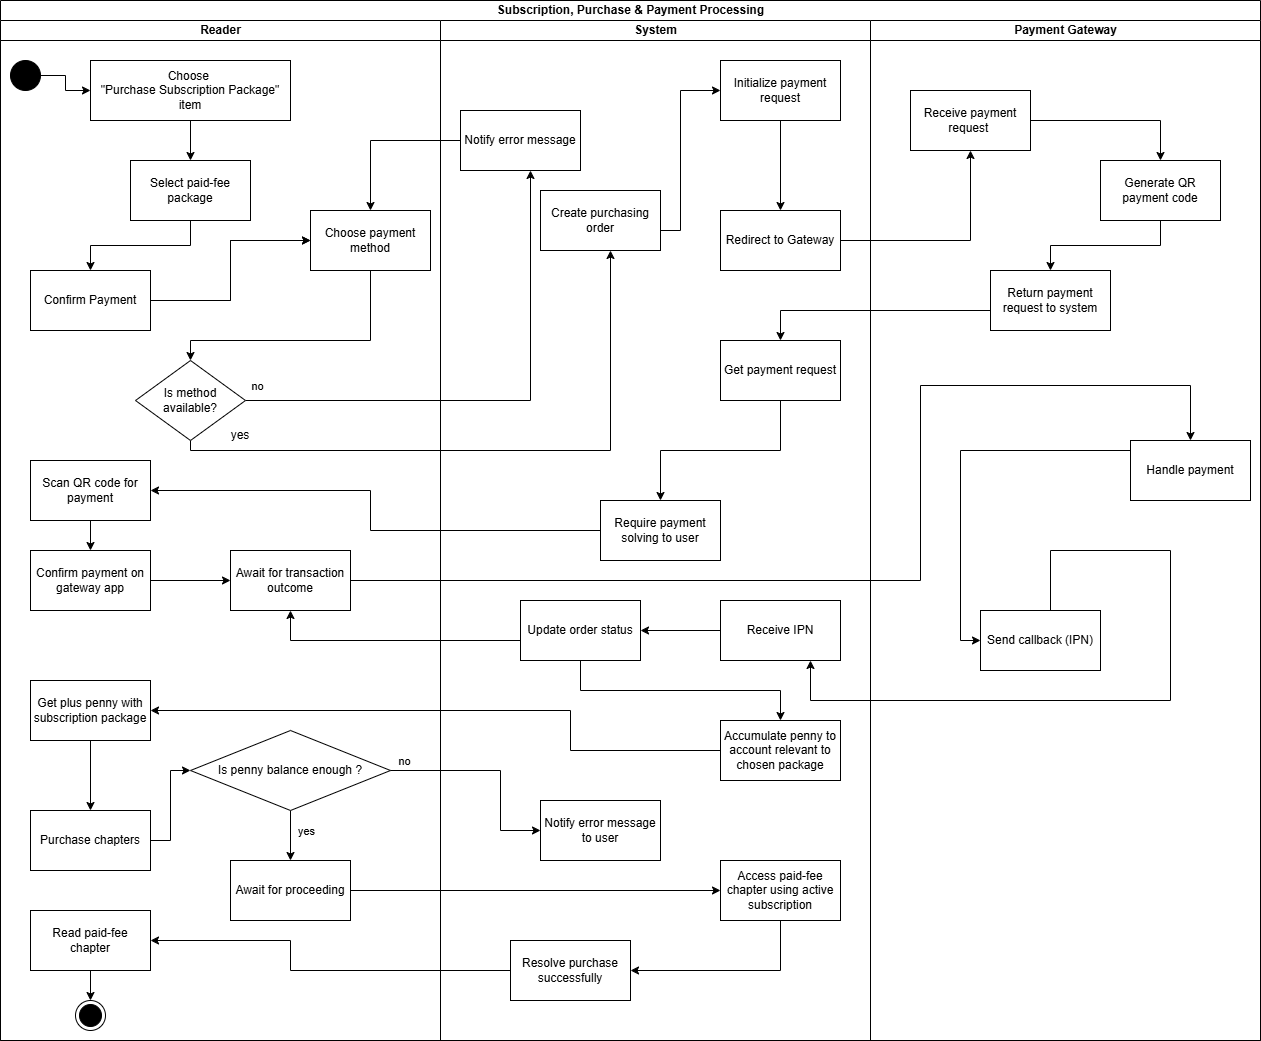 Subscription, Purchase & Payment Processing
Reader
System
Payment Gateway
Choose
"Purchase Subscription Package"
item
Select paid-fee
package
Confirm Payment
Choose payment
method
Is method
available?
no
yes
Notify error message
Create purchasing
order
Initialize payment
request
Redirect to Gateway
Receive payment
request
Generate QR
payment code
Return payment
request to system
Get payment request
Require payment
solving to user
Scan QR code for
payment
Confirm payment on
gateway app
Await for transaction
outcome
Handle payment
Send callback (IPN)
Receive IPN
Update order status
Accumulate penny to
account relevant to
chosen package
Get plus penny with
subscription package
Purchase chapters
Is penny balance enough ?
no
yes
Notify error message
to user
Await for proceeding
Access paid-fee
chapter using active
subscription
Resolve purchase
successfully
Read paid-fee
chapter